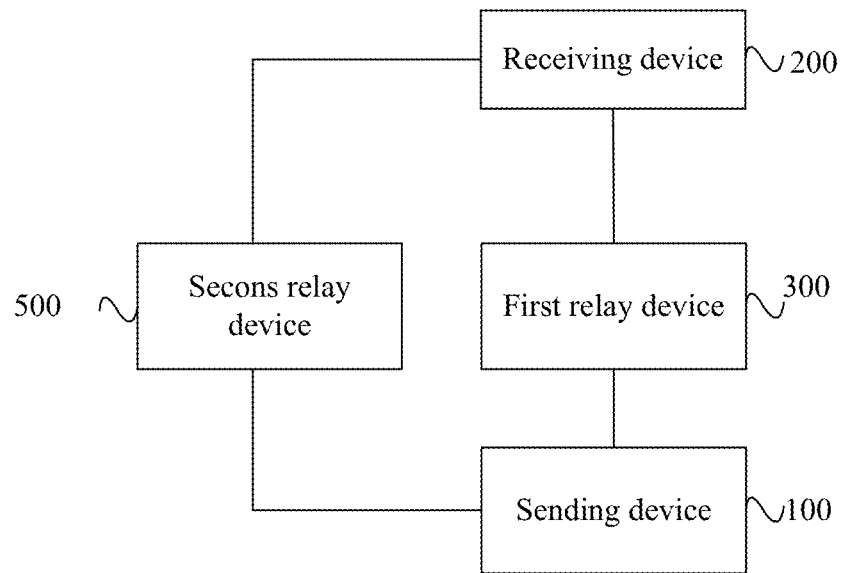 Receiving device
200
Secons relay
device
500
First relay device
300
Sending device
100